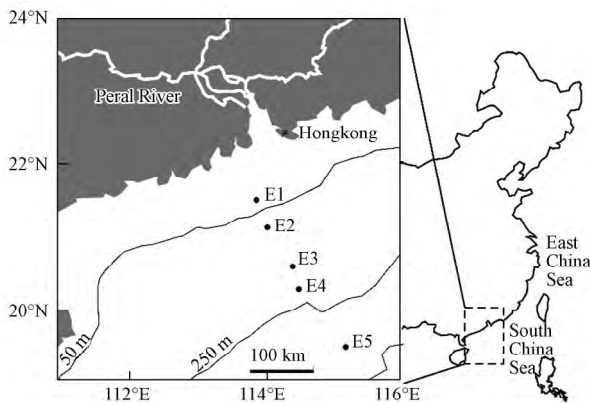 24°N
Peral River
Hongkong
22°N
E1
E2
E3
E4
20°N
E5
50 m
250 m
100 km
112°E
114°E
116°E
East
China
Sea
South
China
Sea